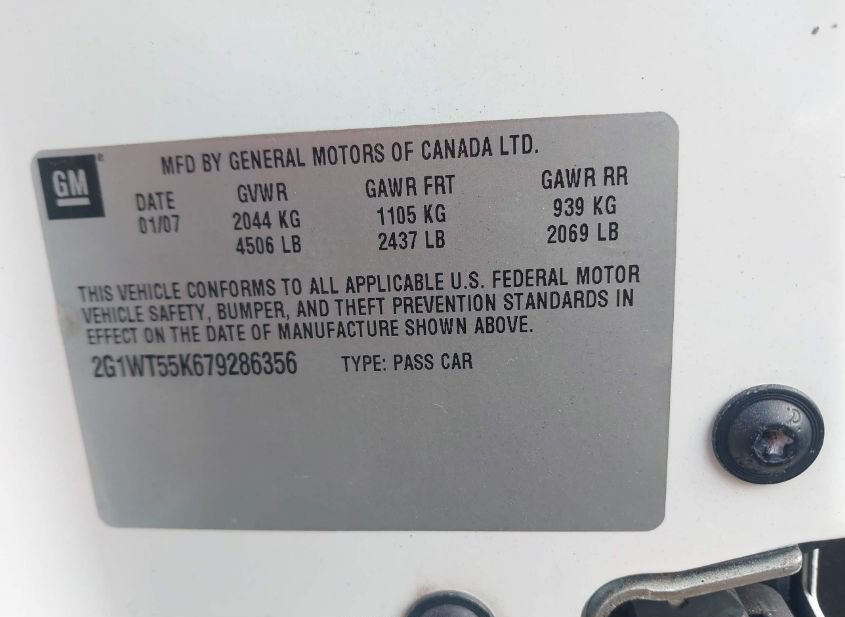 GM
MFD BY GENERAL MOTORS OF CANADA LTD.
DATE GVWR GAWR FRT GAWR RR
01/07 2044 KG 1105 KG 939 KG
4506 LB 2437 LB 2069 LB
THIS VEHICLE CONFORMS TO ALL APPLICABLE U.S. FEDERAL MOTOR
VEHICLE SAFETY, BUMPER, AND THEFT PREVENTION STANDARDS IN
EFFECT ON THE DATE OF MANUFACTURE SHOWN ABOVE.
2G1WT55K679286356 TYPE: PASS CAR